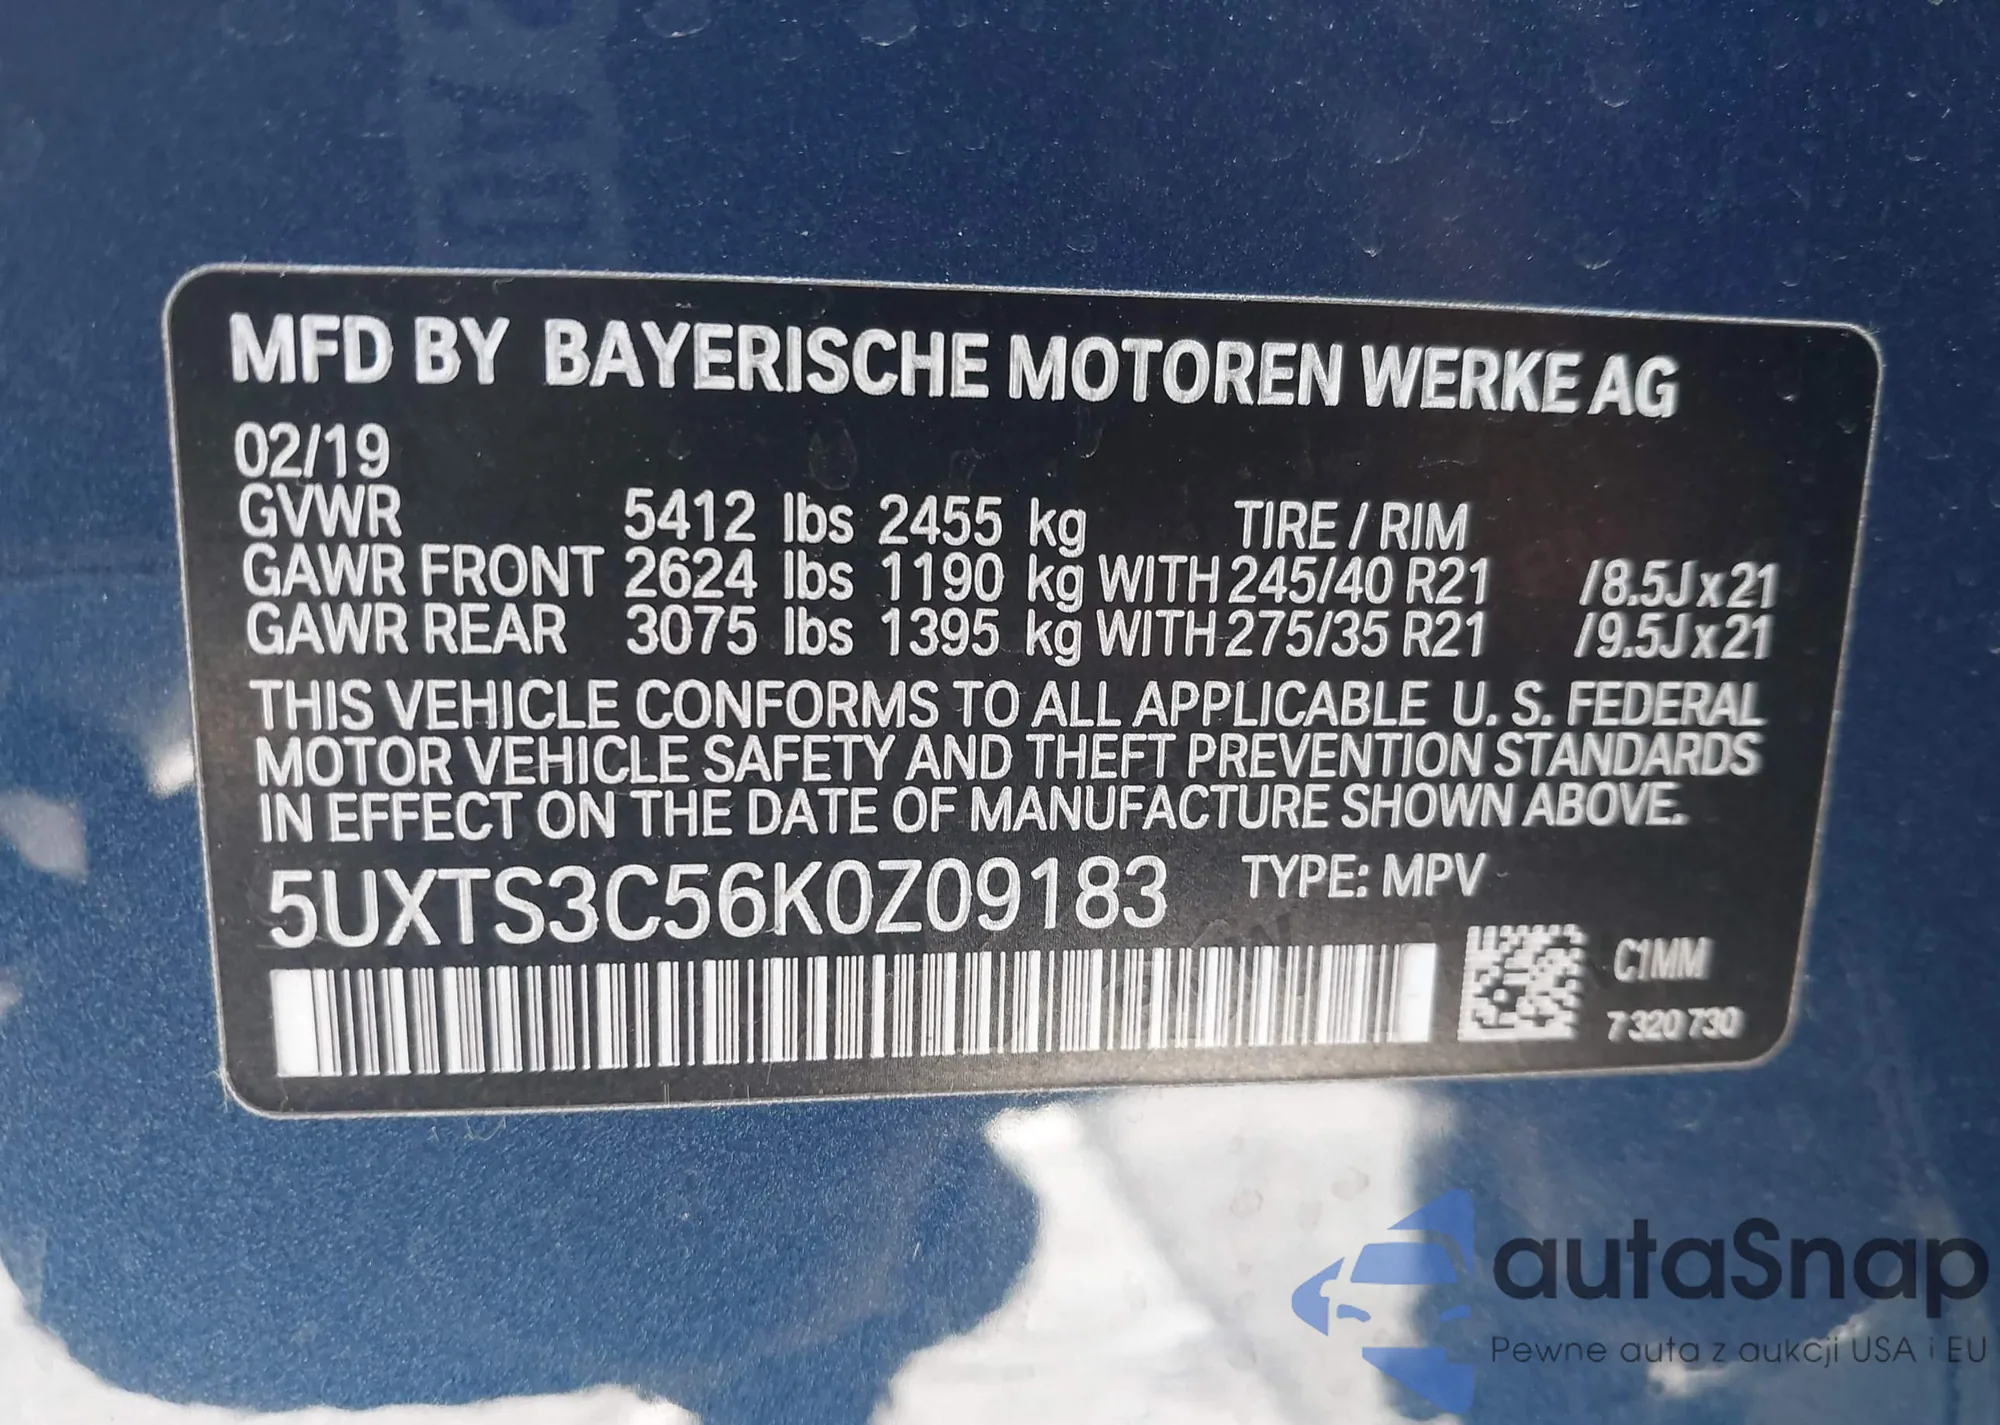 MFD BY BAYERISCHE MOTOREN WERKE AG
02/19
GVWR 5412 lbs 2455 kg TIRE / RIM
GAWR FRONT 2624 lbs 1190 kg WITH 245/40 R21 /8.5J x 21
GAWR REAR 3075 lbs 1395 kg WITH 275/35 R21 /9.5J x 21
THIS VEHICLE CONFORMS TO ALL APPLICABLE U. S. FEDERAL
MOTOR VEHICLE SAFETY AND THEFT PREVENTION STANDARDS
IN EFFECT ON THE DATE OF MANUFACTURE SHOWN ABOVE.
5UXTS3C56K0Z09183 TYPE: MPV
C1MM
7 320 730
autaSnap
Pewne auta z aukcji USA i EU